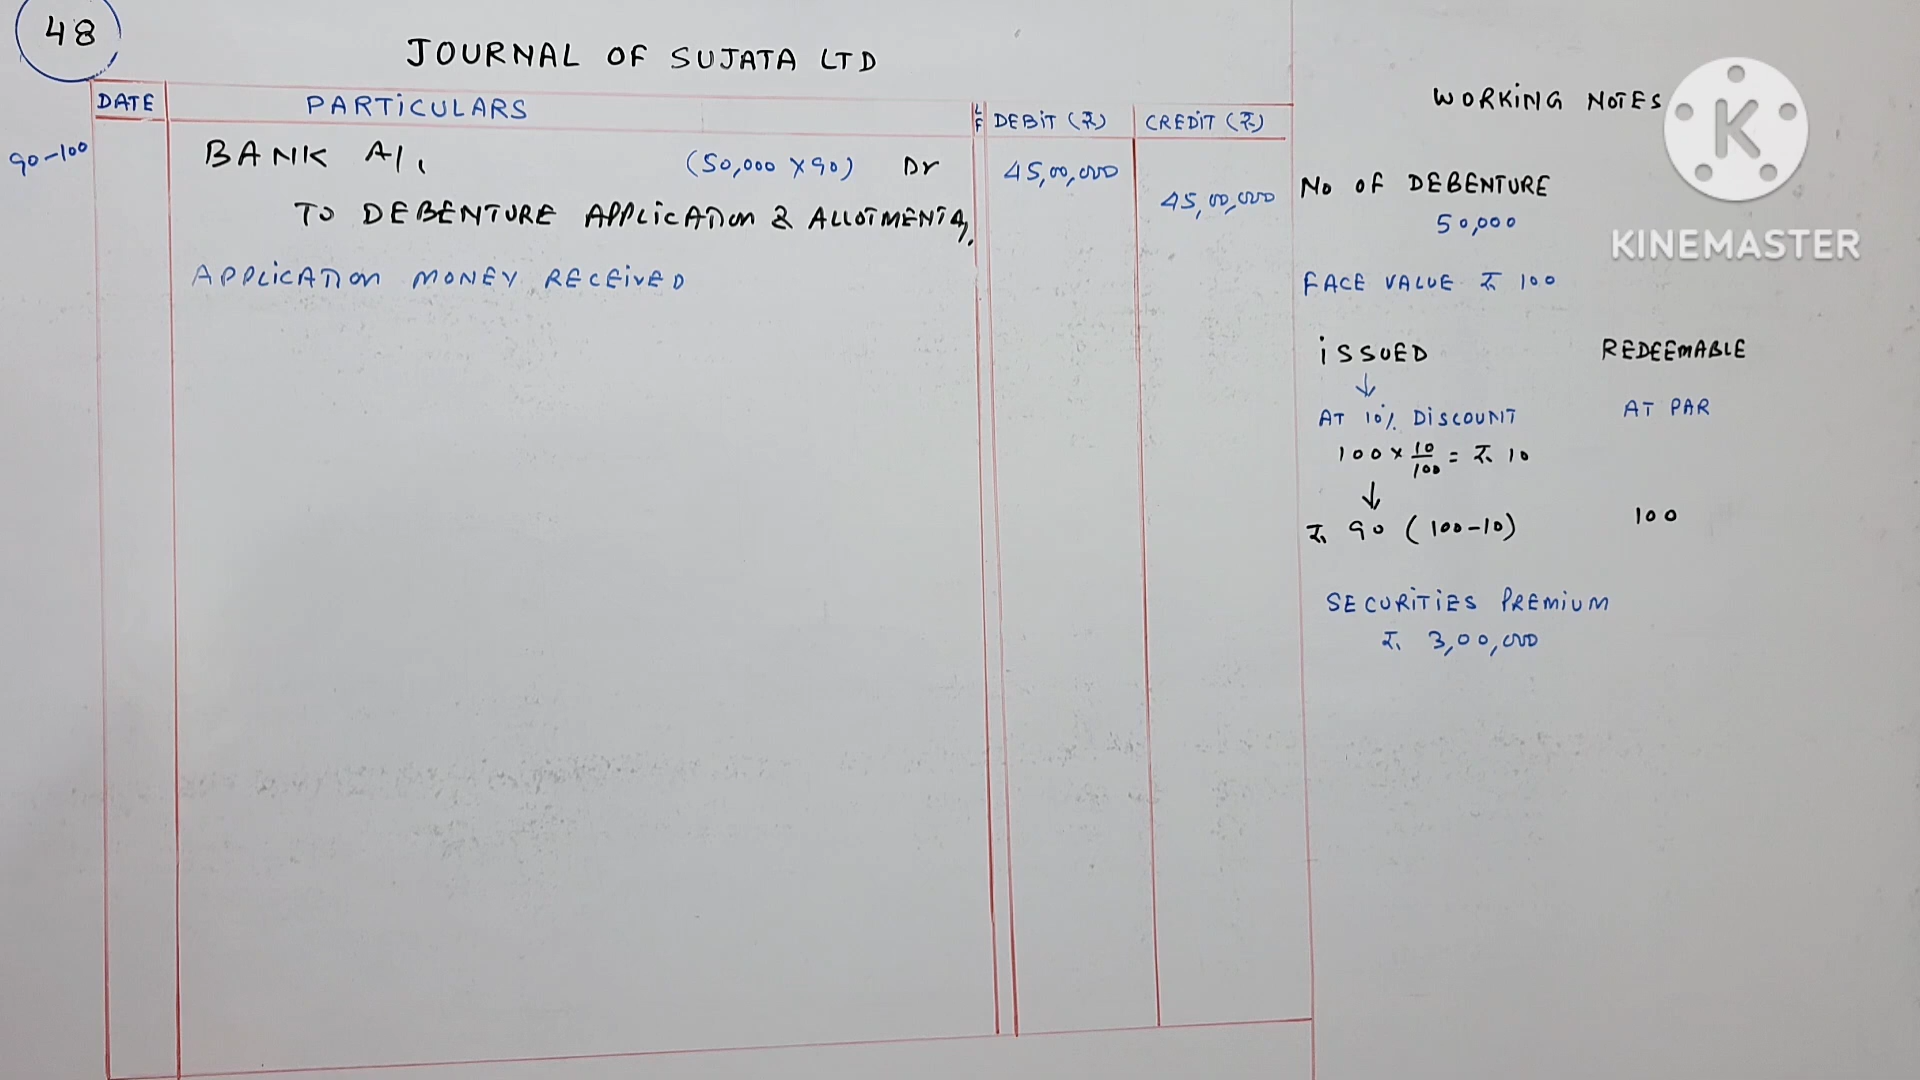 48
JOURNAL OF SUJATA LTD
DATE PARTICULARS LF DEBIT (₹) CREDIT (₹)
90-100 BANK A/c (50,000 X 90) Dr 45,00,000
TO DEBENTURE APPLICATION & ALLOTMENT A/c 45,00,000
APPLICATION MONEY RECEIVED
WORKING NOTES
NO OF DEBENTURE
50,000
FACE VALUE ₹ 100
ISSUED REDEEMABLE
AT 10% DISCOUNT AT PAR
100 × 10/100 = ₹ 10
₹ 90 (100-10) 100
SECURITIES PREMIUM
₹ 3,00,000
K
KINEMASTER